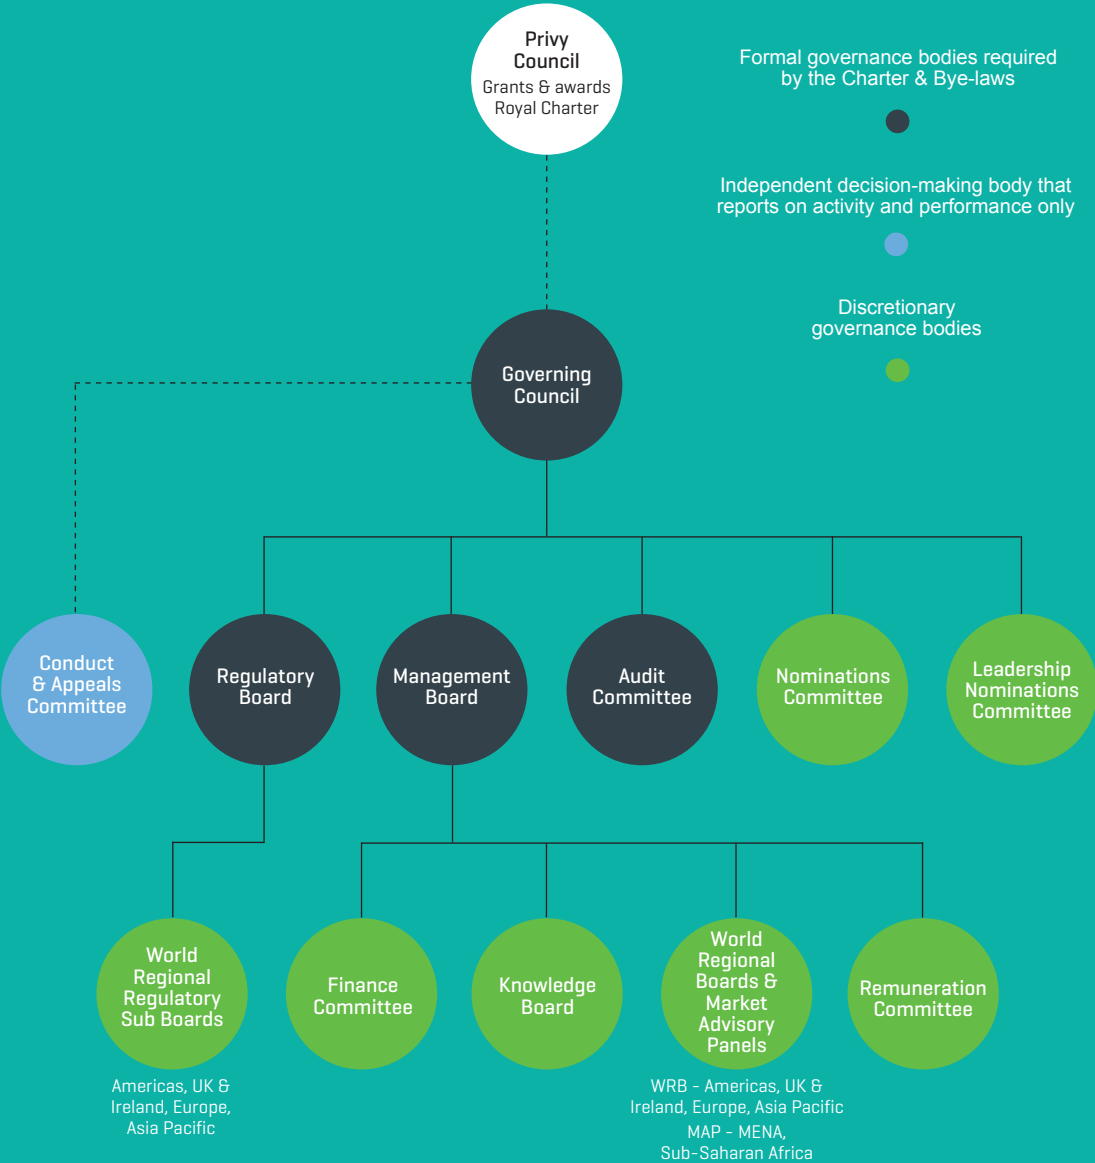 Privy
Council
Grants & awards
Royal Charter
Formal governance bodies required
by the Charter & Bye-laws
Independent decision-making body that
reports on activity and performance only
Discretionary
governance bodies
Governing
Council
Conduct
& Appeals
Committee
Regulatory
Board
Management
Board
Audit
Committee
Nominations
Committee
Leadership
Nominations
Committee
World
Regional
Regulatory
Sub Boards
Americas, UK &
Ireland, Europe,
Asia Pacific
Finance
Committee
Knowledge
Board
World
Regional
Boards &
Market
Advisory
Panels
WRB - Americas, UK &
Ireland, Europe, Asia Pacific
MAP - MENA,
Sub-Saharan Africa
Remuneration
Committee